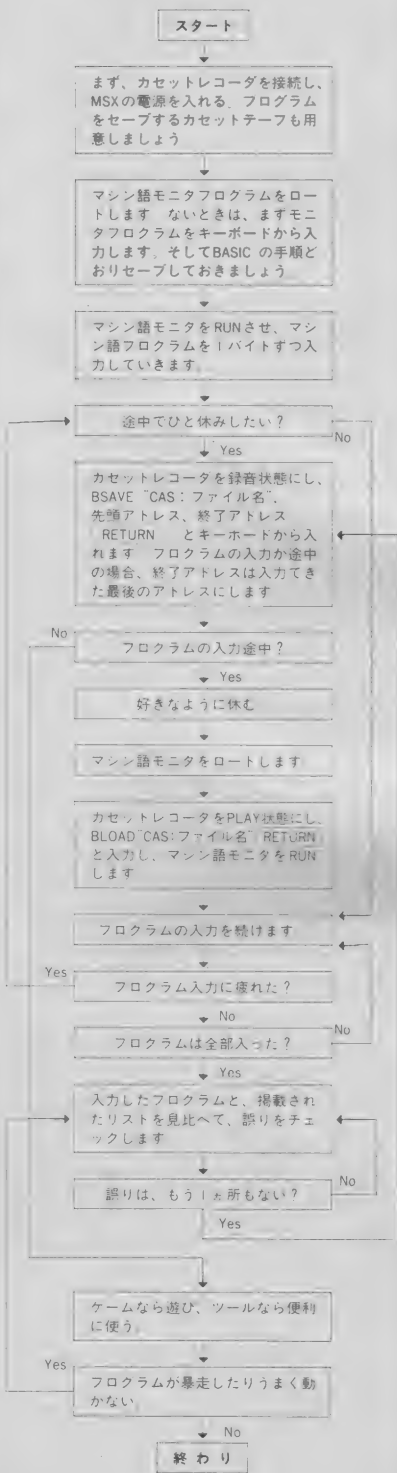 スタート
まず、カセットレコーダを接続し、
MSXの電源を入れる。フログラム
をセーブするカセットテーフも用
意しましょう
マシン語モニタフログラムをロー
トします ないときは、まずモニ
タフログラムをキーボードから入
力します。そしてBASIC の手順ど
おりセーブしておきましょう
マシン語モニタをRUNさせ、マシ
ン語フログラムを1バイトずつ入
力していきます。
途中でひと休みしたい?
No
Yes
カセットレコータを録音状態にし、
BSAVE "CAS:ファイル名",
先頭アトレス、終了アトレス
RETURN とキーボードから入
れます フログラムの入力か途中
の場合、終了アトレスは入力てき
た最後のアトレスにします
No
フロクラムの入力途中?
Yes
好きなように休む
マシン語モニタをロートします
カセットレコータをPLAY状態にし、
BLOAD"CAS:ファイル名" RETURN
と入力し、マシン語モニタをRUN
します
フロクラムの入力を続けます
Yes
フロクラム入力に疲れた?
No
No
フロクラムは全部入った?
Yes
入力したフロクラムと、掲載され
たリストを見比へて、誤りをチェ
ックします
誤りは、もう1ヵ所もない?
No
Yes
ケームなら遊び、ツールなら便利
に使う。
Yes
フロクラムが暴走したりうまく動
かない
No
終わり